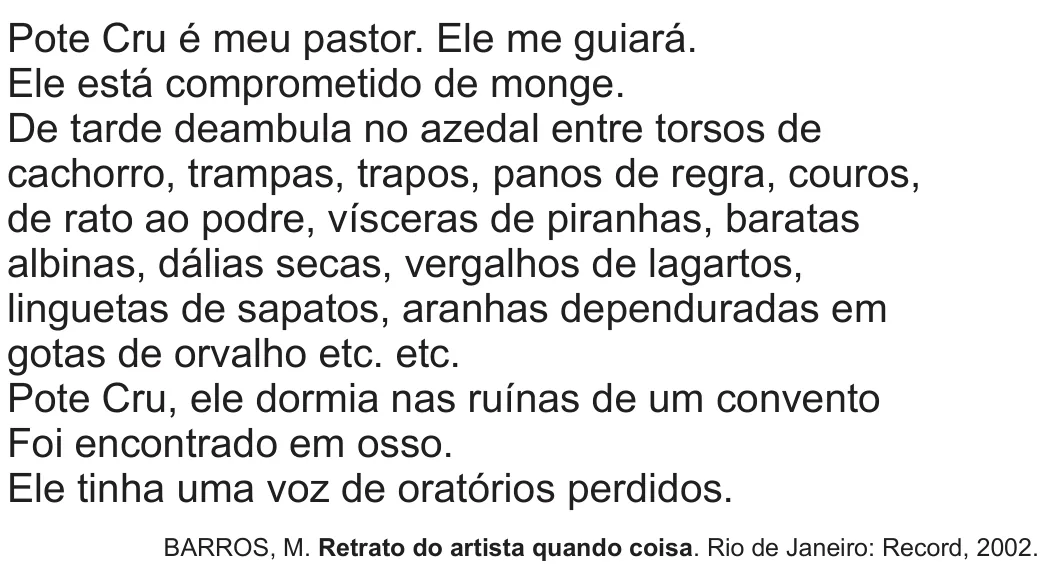 Pote Cru é meu pastor. Ele me guiará.
Ele está comprometido de monge.
De tarde deambula no azedal entre torsos de
cachorro, trampas, trapos, panos de regra, couros,
de rato ao podre, vísceras de piranhas, baratas
albinas, dálias secas, vergalhos de lagartos,
linguetas de sapatos, aranhas dependuradas em
gotas de orvalho etc. etc.
Pote Cru, ele dormia nas ruínas de um convento
Foi encontrado em osso.
Ele tinha uma voz de oratórios perdidos.
BARROS, M. Retrato do artista quando coisa. Rio de Janeiro: Record, 2002.